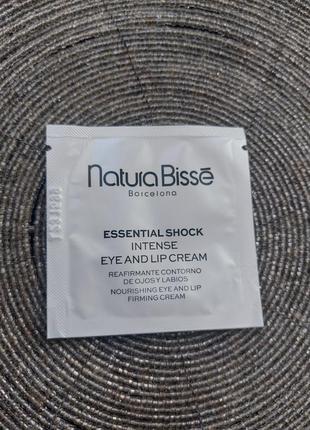 Natura Bissé
Barcelona
ESSENTIAL SHOCK
INTENSE
EYE AND LIP CREAM
REAFIRMANTE CONTORNO
DE OJOS Y LABIOS
NOURISHING EYE AND LIP
FIRMING CREAM